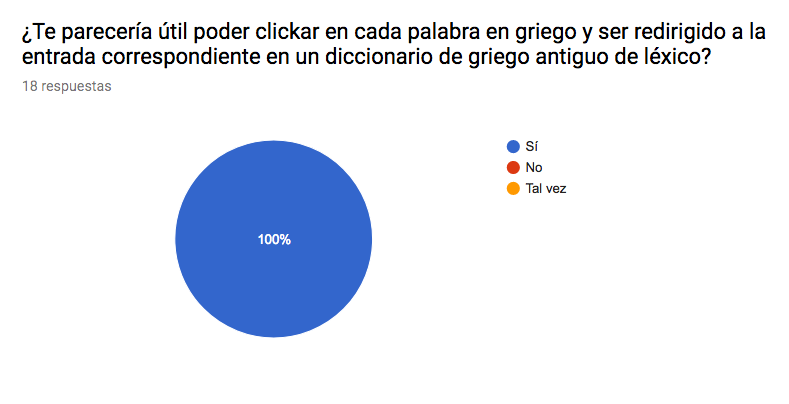 ¿Te parecería útil poder clickar en cada palabra en griego y ser redirigido a la
entrada correspondiente en un diccionario de griego antiguo de léxico?
18 respuestas
Sí
No
Tal vez
100%